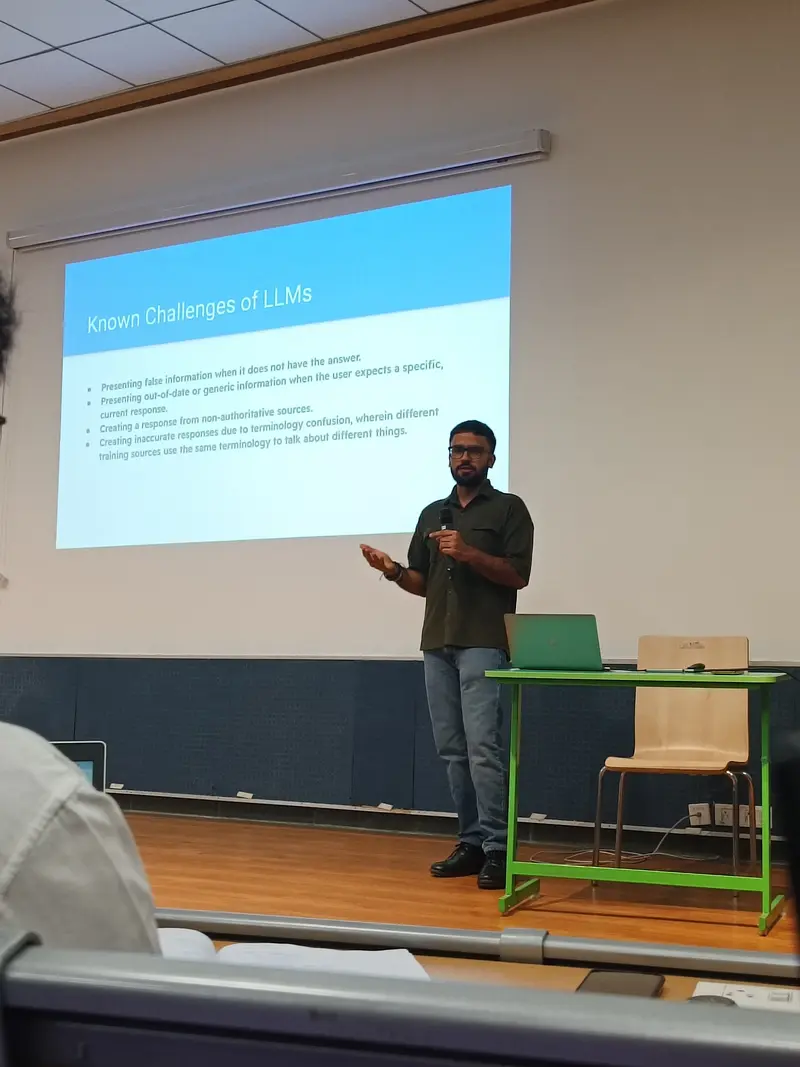 Known Challenges of LLMs
▪ Presenting false information when it does not have the answer.
▪ Presenting out-of-date or generic information when the user expects a specific,
current response.
▪ Creating a response from non-authoritative sources.
▪ Creating inaccurate responses due to terminology confusion, wherein different
training sources use the same terminology to talk about different things.